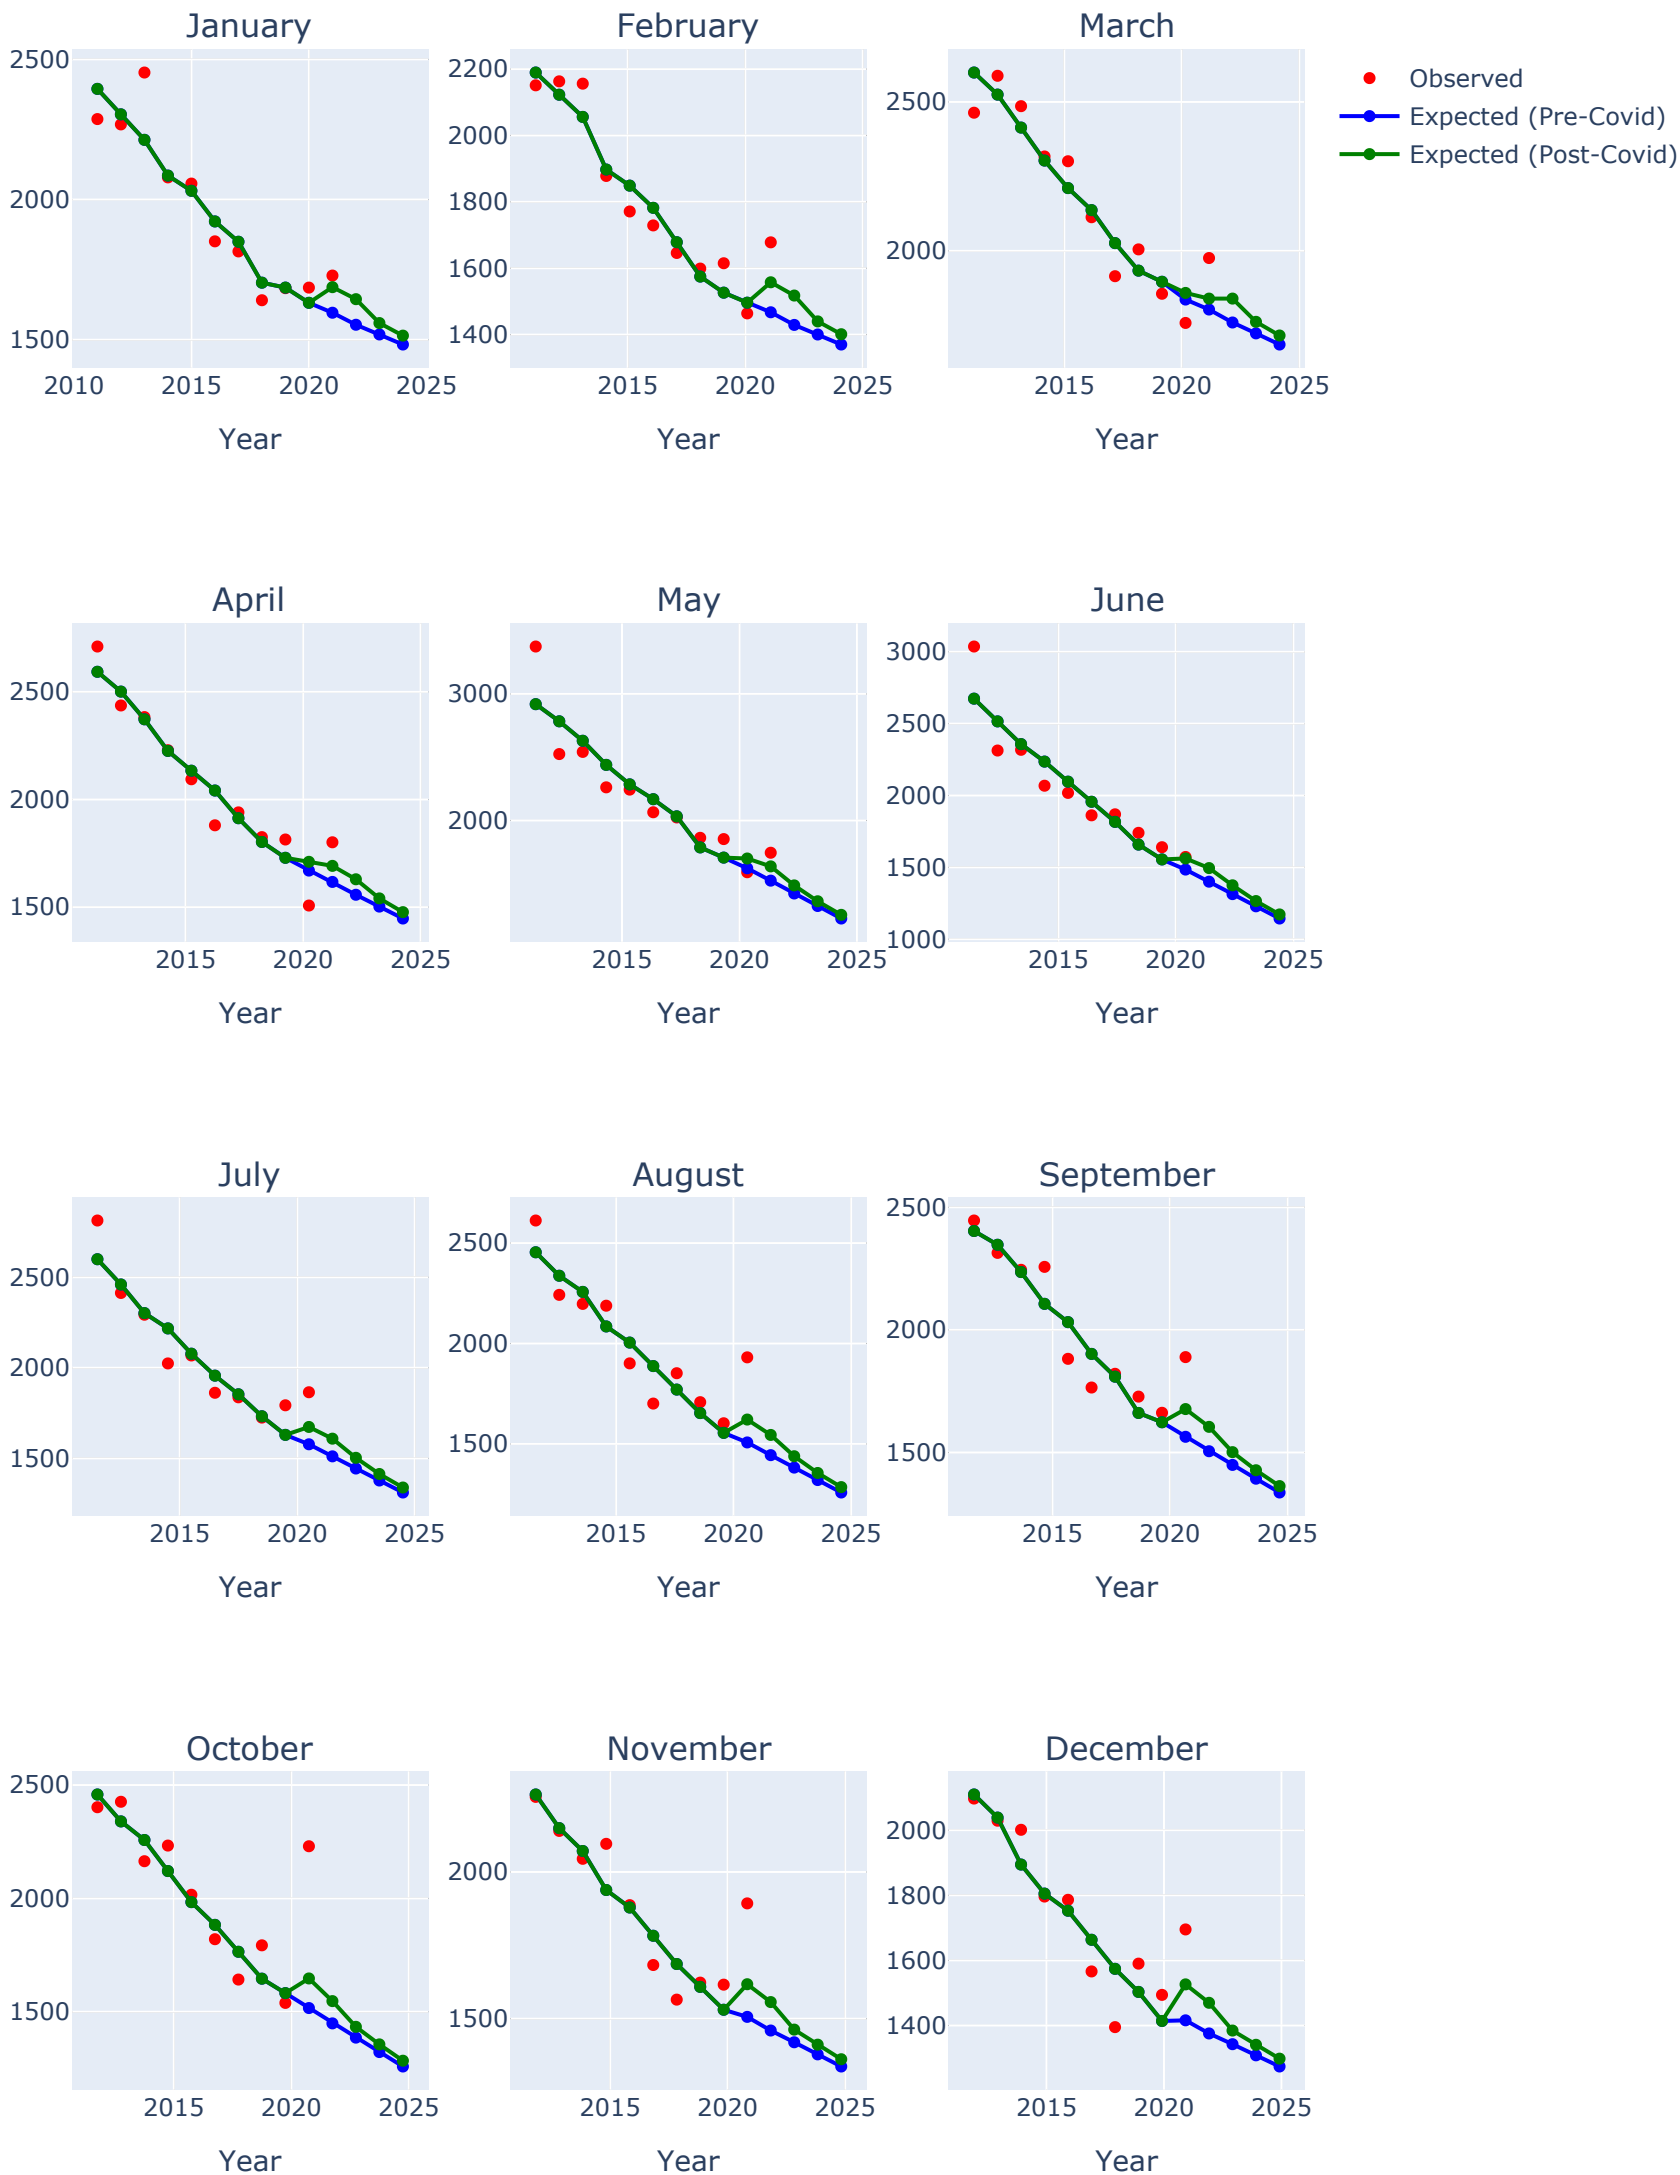 January February March
2500
2000
1500
2010 2015 2020 2025
Year
2200
2000
1800
1600
1400
2015 2020 2025
Year
2500
2000
2015 2020 2025
Year
Observed
Expected (Pre-Covid)
Expected (Post-Covid)
April May June
2500
2000
1500
2015 2020 2025
Year
3000
2000
2015 2020 2025
Year
3000
2500
2000
1500
1000
2015 2020 2025
Year
July August September
2500
2000
1500
2015 2020 2025
Year
2500
2000
1500
2015 2020 2025
Year
2500
2000
1500
2015 2020 2025
Year
October November December
2500
2000
1500
2015 2020 2025
Year
2000
1500
2015 2020 2025
Year
2000
1800
1600
1400
2015 2020 2025
Year